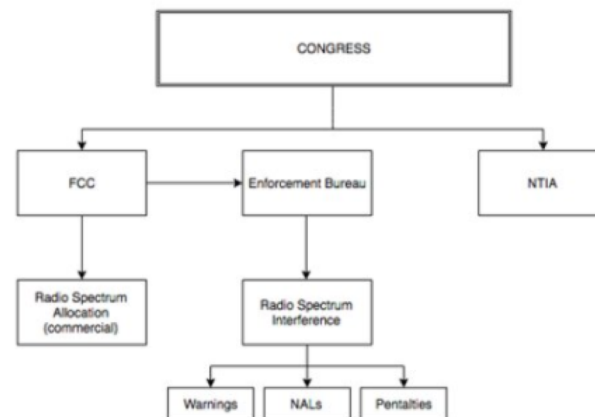 CONGRESS
FCC
Enforcement Bureau
NTIA
Radio Spectrum
Allocation
(commercial)
Radio Spectrum
Interference
Warnings
NALs
Pentalties